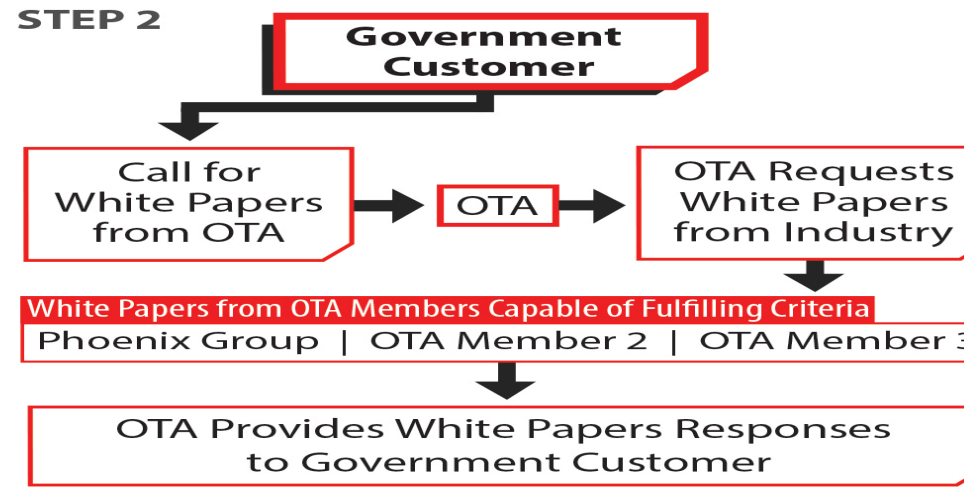 STEP 2
Government
Customer
Call for
White Papers
from OTA
OTA
OTA Requests
White Papers
from Industry
White Papers from OTA Members Capable of Fulfilling Criteria
Phoenix Group | OTA Member 2 | OTA Member 3
OTA Provides White Papers Responses
to Government Customer